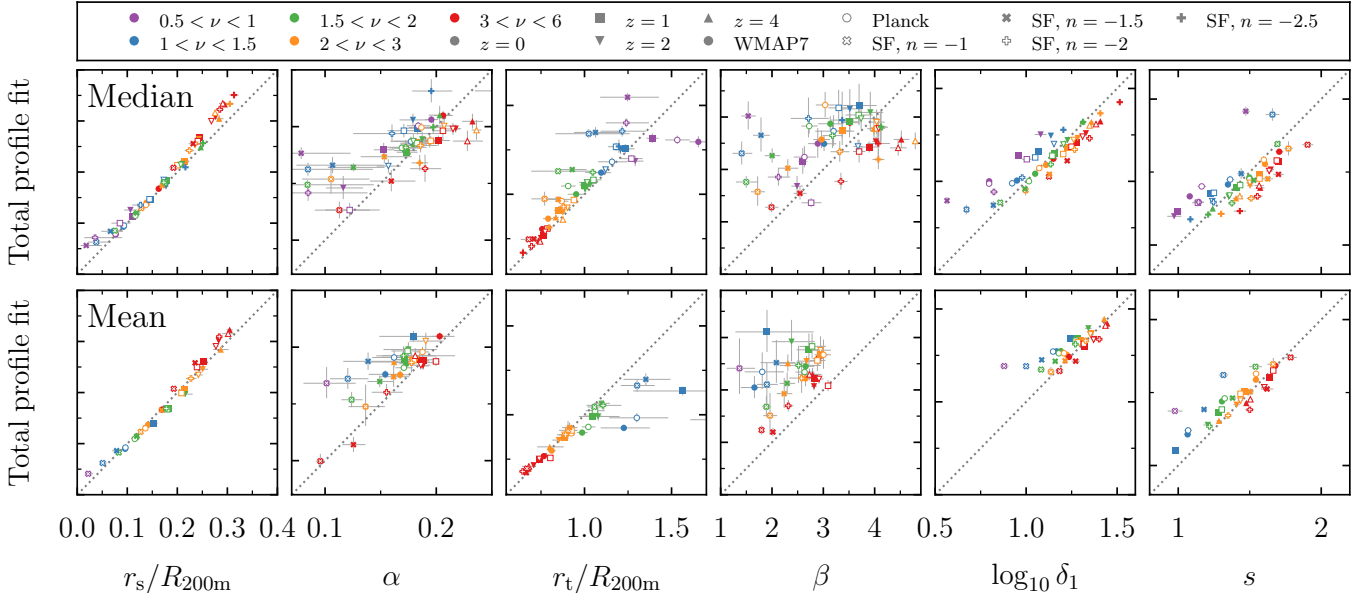 0.5 < ν < 1 1.5 < ν < 2 3 < ν < 6 z = 1 z = 4 Planck SF, n = −1.5 SF, n = −2.5
1 < ν < 1.5 2 < ν < 3 z = 0 z = 2 WMAP7 SF, n = −1 SF, n = −2
Total profile fit
Median
Total profile fit
Mean
0.0 0.1 0.2 0.3 0.4 0.1 0.2 1.0 1.5 1 2 3 4 0.5 1.0 1.5 1 2
r_s/R_200m α r_t/R_200m β log_10 δ_1 s